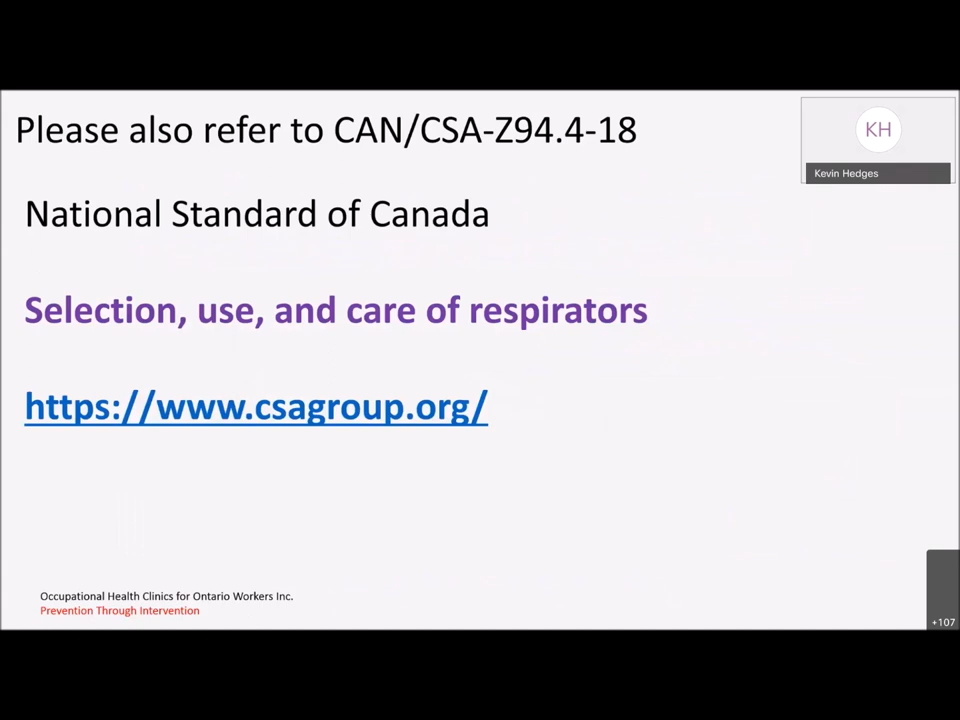 Please also refer to CAN/CSA-Z94.4-18
KH
Kevin Hedges
National Standard of Canada
Selection, use, and care of respirators
https://www.csagroup.org/
Occupational Health Clinics for Ontario Workers Inc.
Prevention Through Intervention
+107